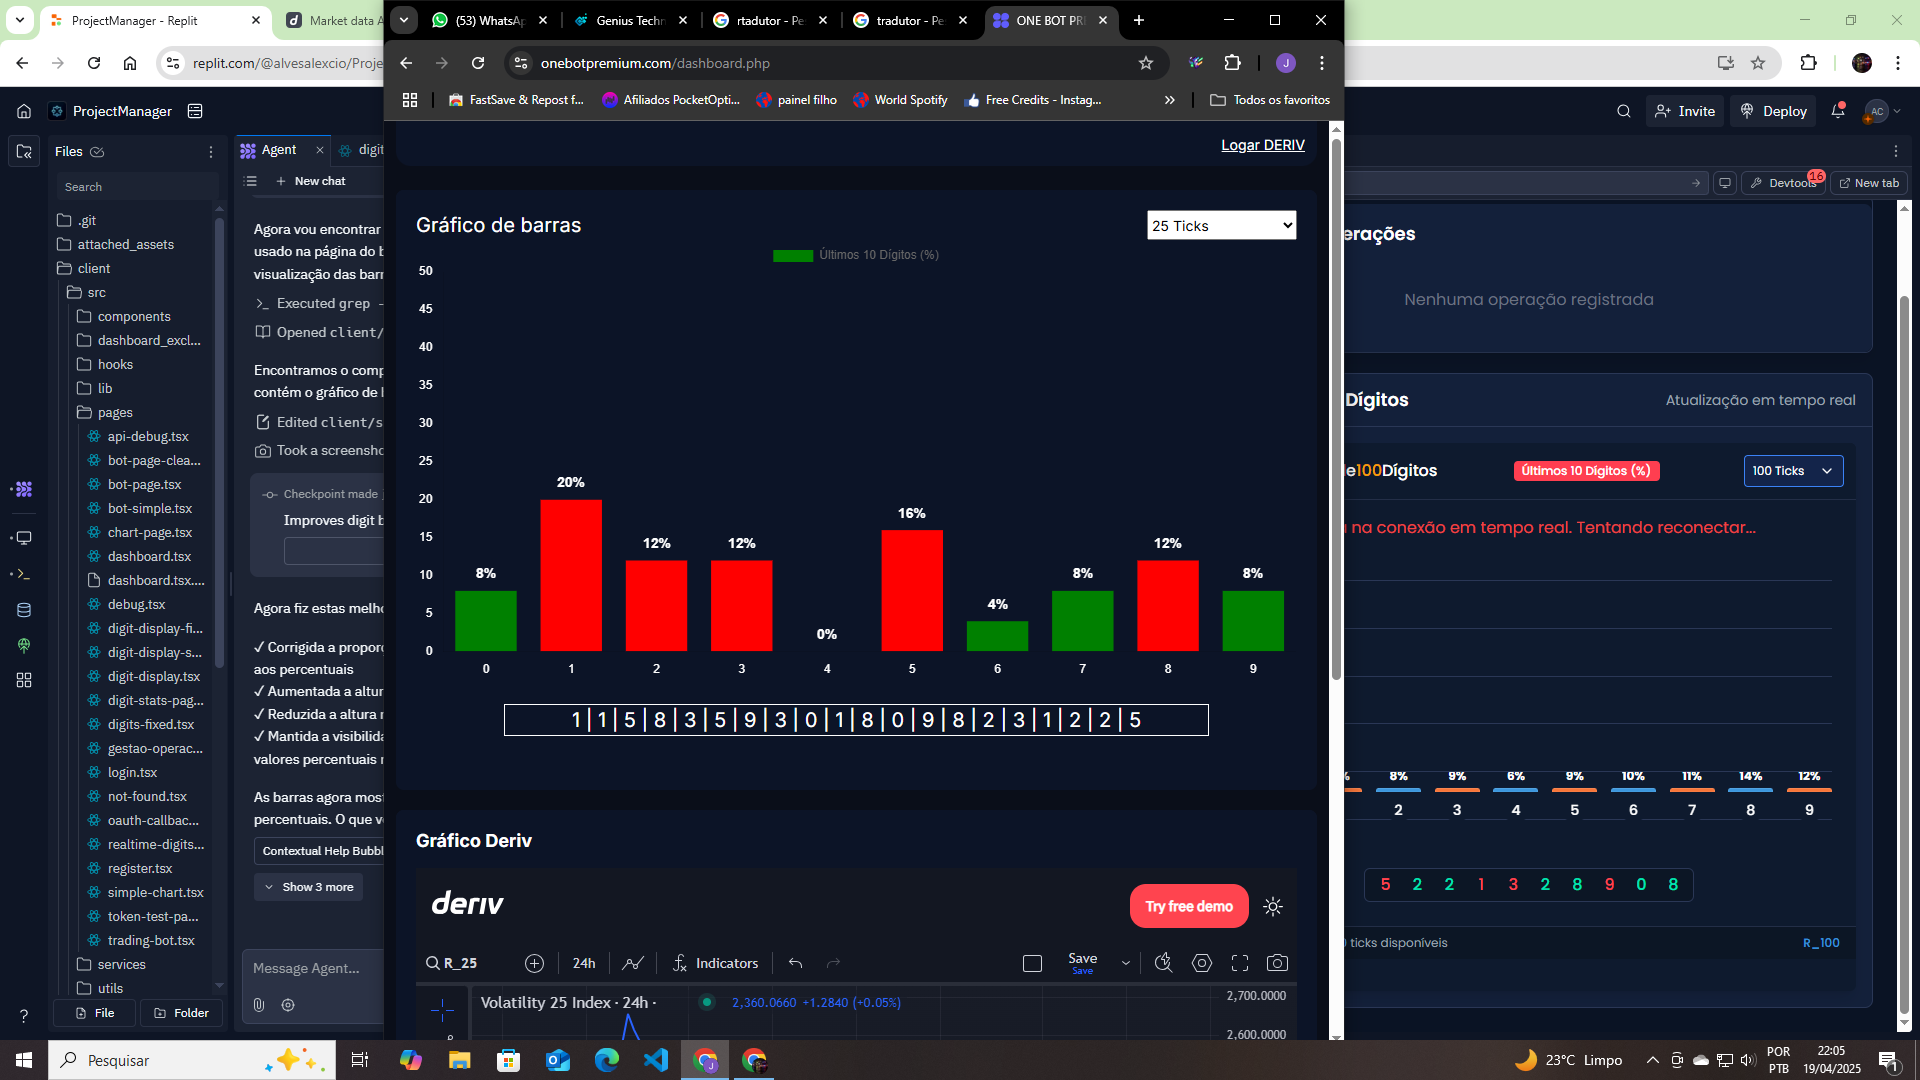 ProjectManager - Replit
Market data A
(53) WhatsAp
Genius Techn
rtadutor - Pe
tradutor - Pe
ONE BOT PR
replit.com/@alvesalexcio/Proje
onebotpremium.com/dashboard.php
J
FastSave & Repost f...
Afiliados PocketOpti...
painel filho
World Spotify
Free Credits - Instag...
Todos os favoritos
ProjectManager
Invite
Deploy
AC
Files
Agent
digit
Search
New chat
Devtools
16
New tab
.git
attached_assets
client
src
components
dashboard_excl...
hooks
lib
pages
api-debug.tsx
bot-page-clea...
bot-page.tsx
bot-simple.tsx
chart-page.tsx
dashboard.tsx
dashboard.tsx....
debug.tsx
digit-display-fi...
digit-display-s...
digit-display.tsx
digit-stats-pag...
digits-fixed.tsx
gestao-operac...
login.tsx
not-found.tsx
oauth-callbac...
realtime-digits...
register.tsx
simple-chart.tsx
token-test-pa...
trading-bot.tsx
services
utils
File
Folder
Agora vou encontrar
usado na página do b
visualização das barr
Executed grep -
Opened client/
Encontramos o comp
contém o gráfico de b
Edited client/s
Took a screensho
Checkpoint made j
Improves digit b
Agora fiz estas melho
✓ Corrigida a proporç
aos percentuais
✓ Aumentada a altur
✓ Reduzida a altura m
✓ Mantida a visibilida
valores percentuais m
As barras agora most
percentuais. O que v
Contextual Help Bubbl
Show 3 more
Message Agent...
Logar DERIV
Gráfico de barras
25 Ticks
Últimos 10 Dígitos (%)
50
45
40
35
30
25
20
15
10
5
0
8%
20%
12%
12%
0%
16%
4%
8%
12%
8%
0 1 2 3 4 5 6 7 8 9
1|1|5|8|3|5|9|3|0|1|8|0|9|8|2|3|1|2|2|5
Gráfico Deriv
deriv
Try free demo
R_25
24h
Indicators
Save
Save
Volatility 25 Index · 24h ·
2,360.0660 +1.2840 (+0.05%)
2,700.0000
2,600.0000
erações
Nenhuma operação registrada
Dígitos
Atualização em tempo real
de100Dígitos
Últimos 10 Dígitos (%)
100 Ticks
na conexão em tempo real. Tentando reconectar...
% 8% 9% 6% 9% 10% 11% 14% 12%
2 3 4 5 6 7 8 9
5 2 2 1 3 2 8 9 0 8
ticks disponíveis
R_100
Pesquisar
23°C Limpo
POR
PTB
22:05
19/04/2025
1